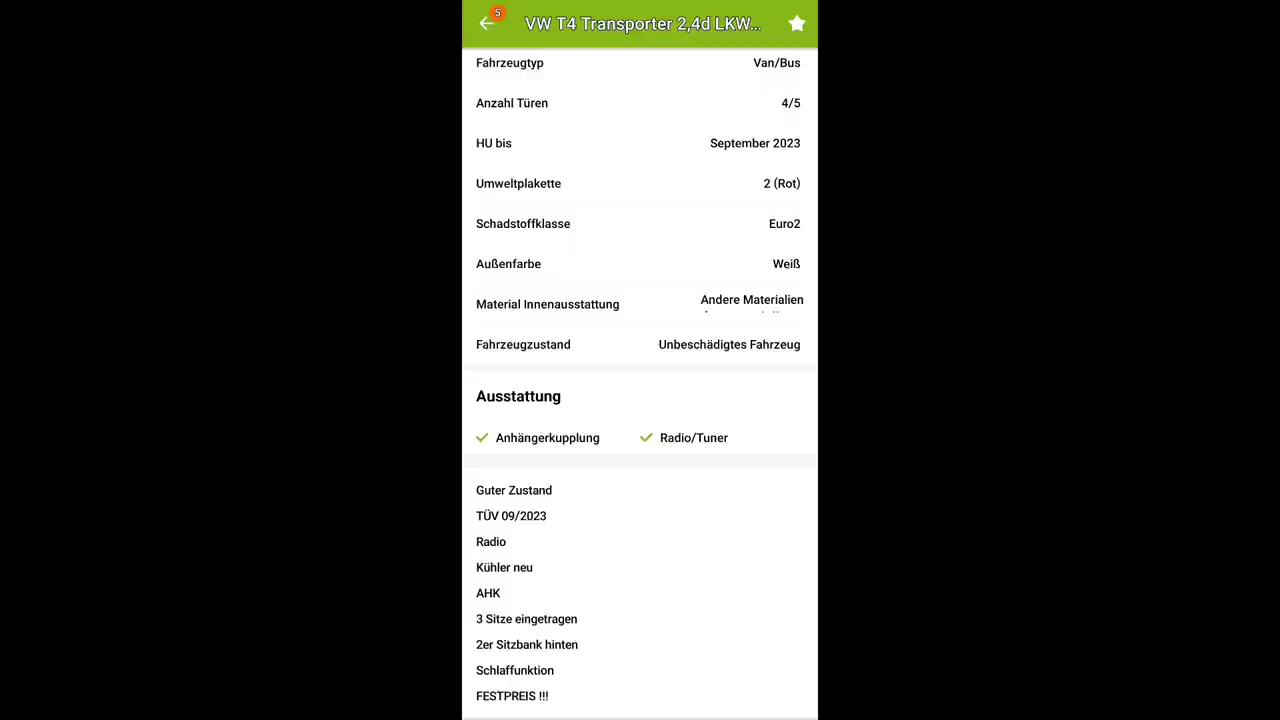 5
VW T4 Transporter 2,4d LKW...
Fahrzeugtyp Van/Bus
Anzahl Türen 4/5
HU bis September 2023
Umweltplakette 2 (Rot)
Schadstoffklasse Euro2
Außenfarbe Weiß
Material Innenausstattung Andere Materialien
Fahrzeugzustand Unbeschädigtes Fahrzeug
Ausstattung
Anhängerkupplung Radio/Tuner
Guter Zustand
TÜV 09/2023
Radio
Kühler neu
AHK
3 Sitze eingetragen
2er Sitzbank hinten
Schlaffunktion
FESTPREIS !!!